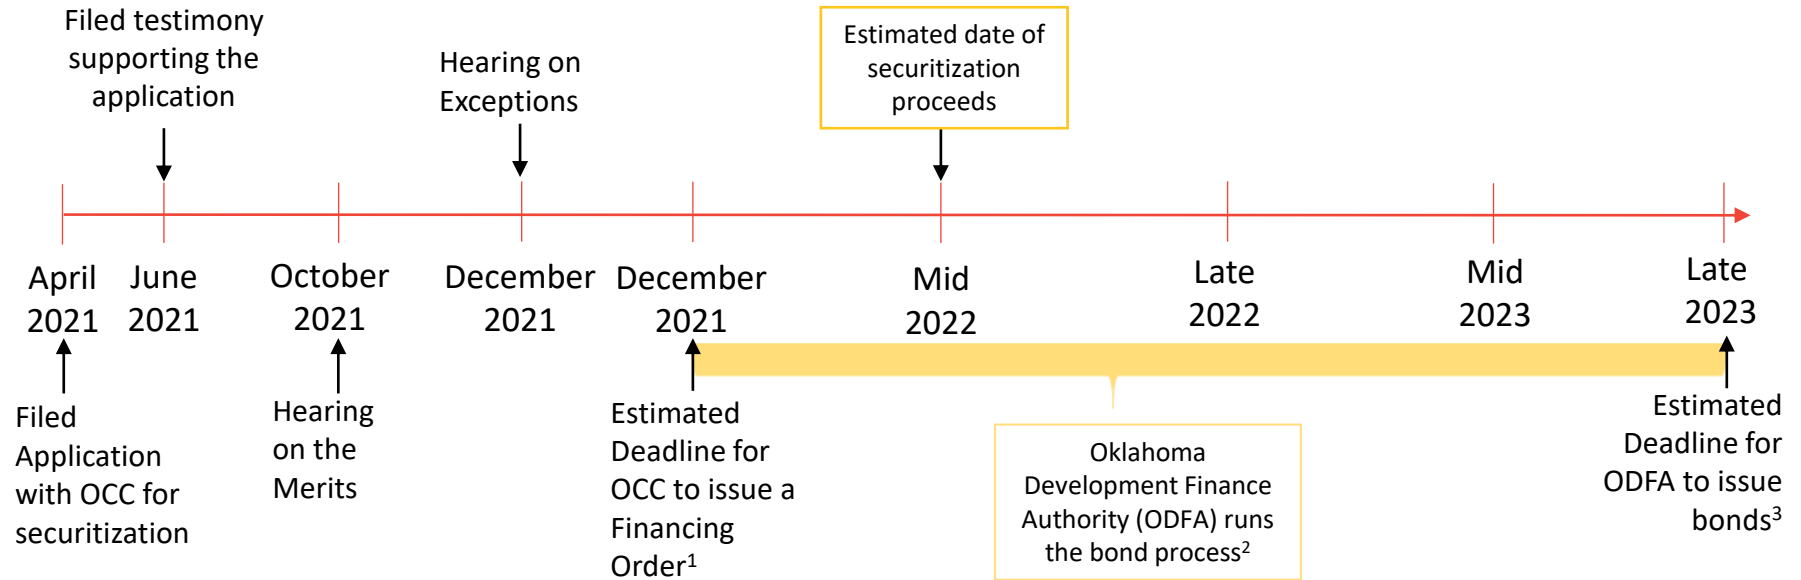 Filed testimony
supporting the
application
Hearing on
Exceptions
Estimated date of
securitization
proceeds
April
2021
June
2021
October
2021
December
2021
December
2021
Mid
2022
Late
2022
Mid
2023
Late
2023
Filed
Application
with OCC for
securitization
Hearing
on the
Merits
Estimated
Deadline for
OCC to issue a
Financing
Order1
Oklahoma
Development Finance
Authority (ODFA) runs
the bond process2
Estimated
Deadline for
ODFA to issue
bonds3